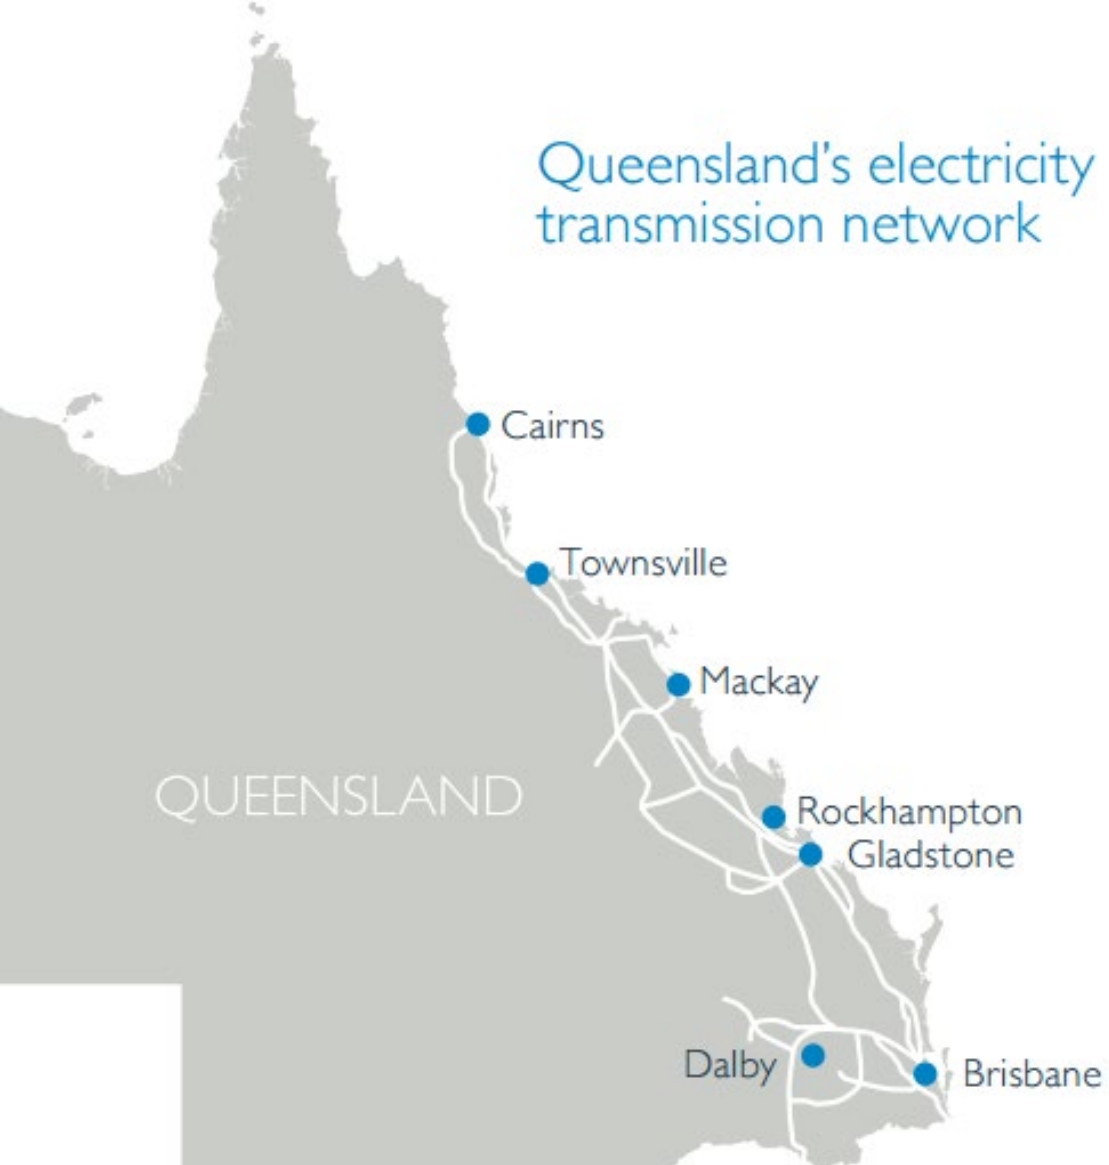 Queensland's electricity
transmission network
Cairns
Townsville
Mackay
QUEENSLAND
Rockhampton
Gladstone
Dalby
Brisbane